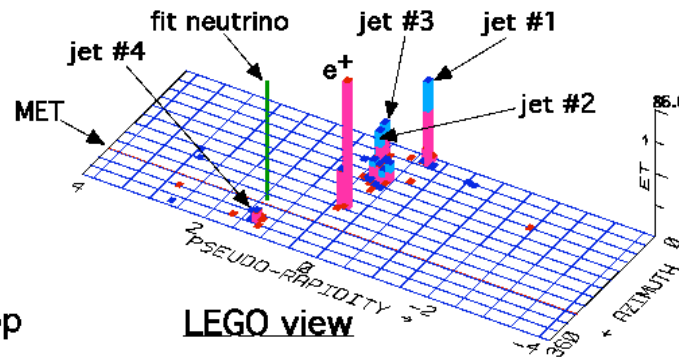 fit neutrino
jet #3
jet #1
jet #4
e+
jet #2
MET
86.0
ET →
4
2
0
-2
-4
PSEUDO-RAPIDITY →
360
← AZIMUTH
0
op
LEGO view